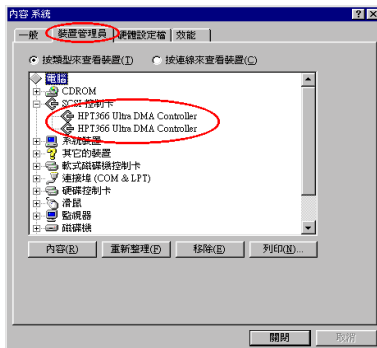 內容 系統
一般 裝置管理員 硬體設定檔 效能
按類型來查看裝置(T) 按連線來查看裝置(C)
電腦
CDROM
SCSI 控制卡
HPT366 Ultra DMA Controller
HPT366 Ultra DMA Controller
系統裝置
其它的裝置
軟式磁碟機控制卡
連接埠 (COM & LPT)
硬碟控制卡
滑鼠
監視器
磁碟機
內容(R) 重新整理(F) 移除(E) 列印(N)...
關閉 取消